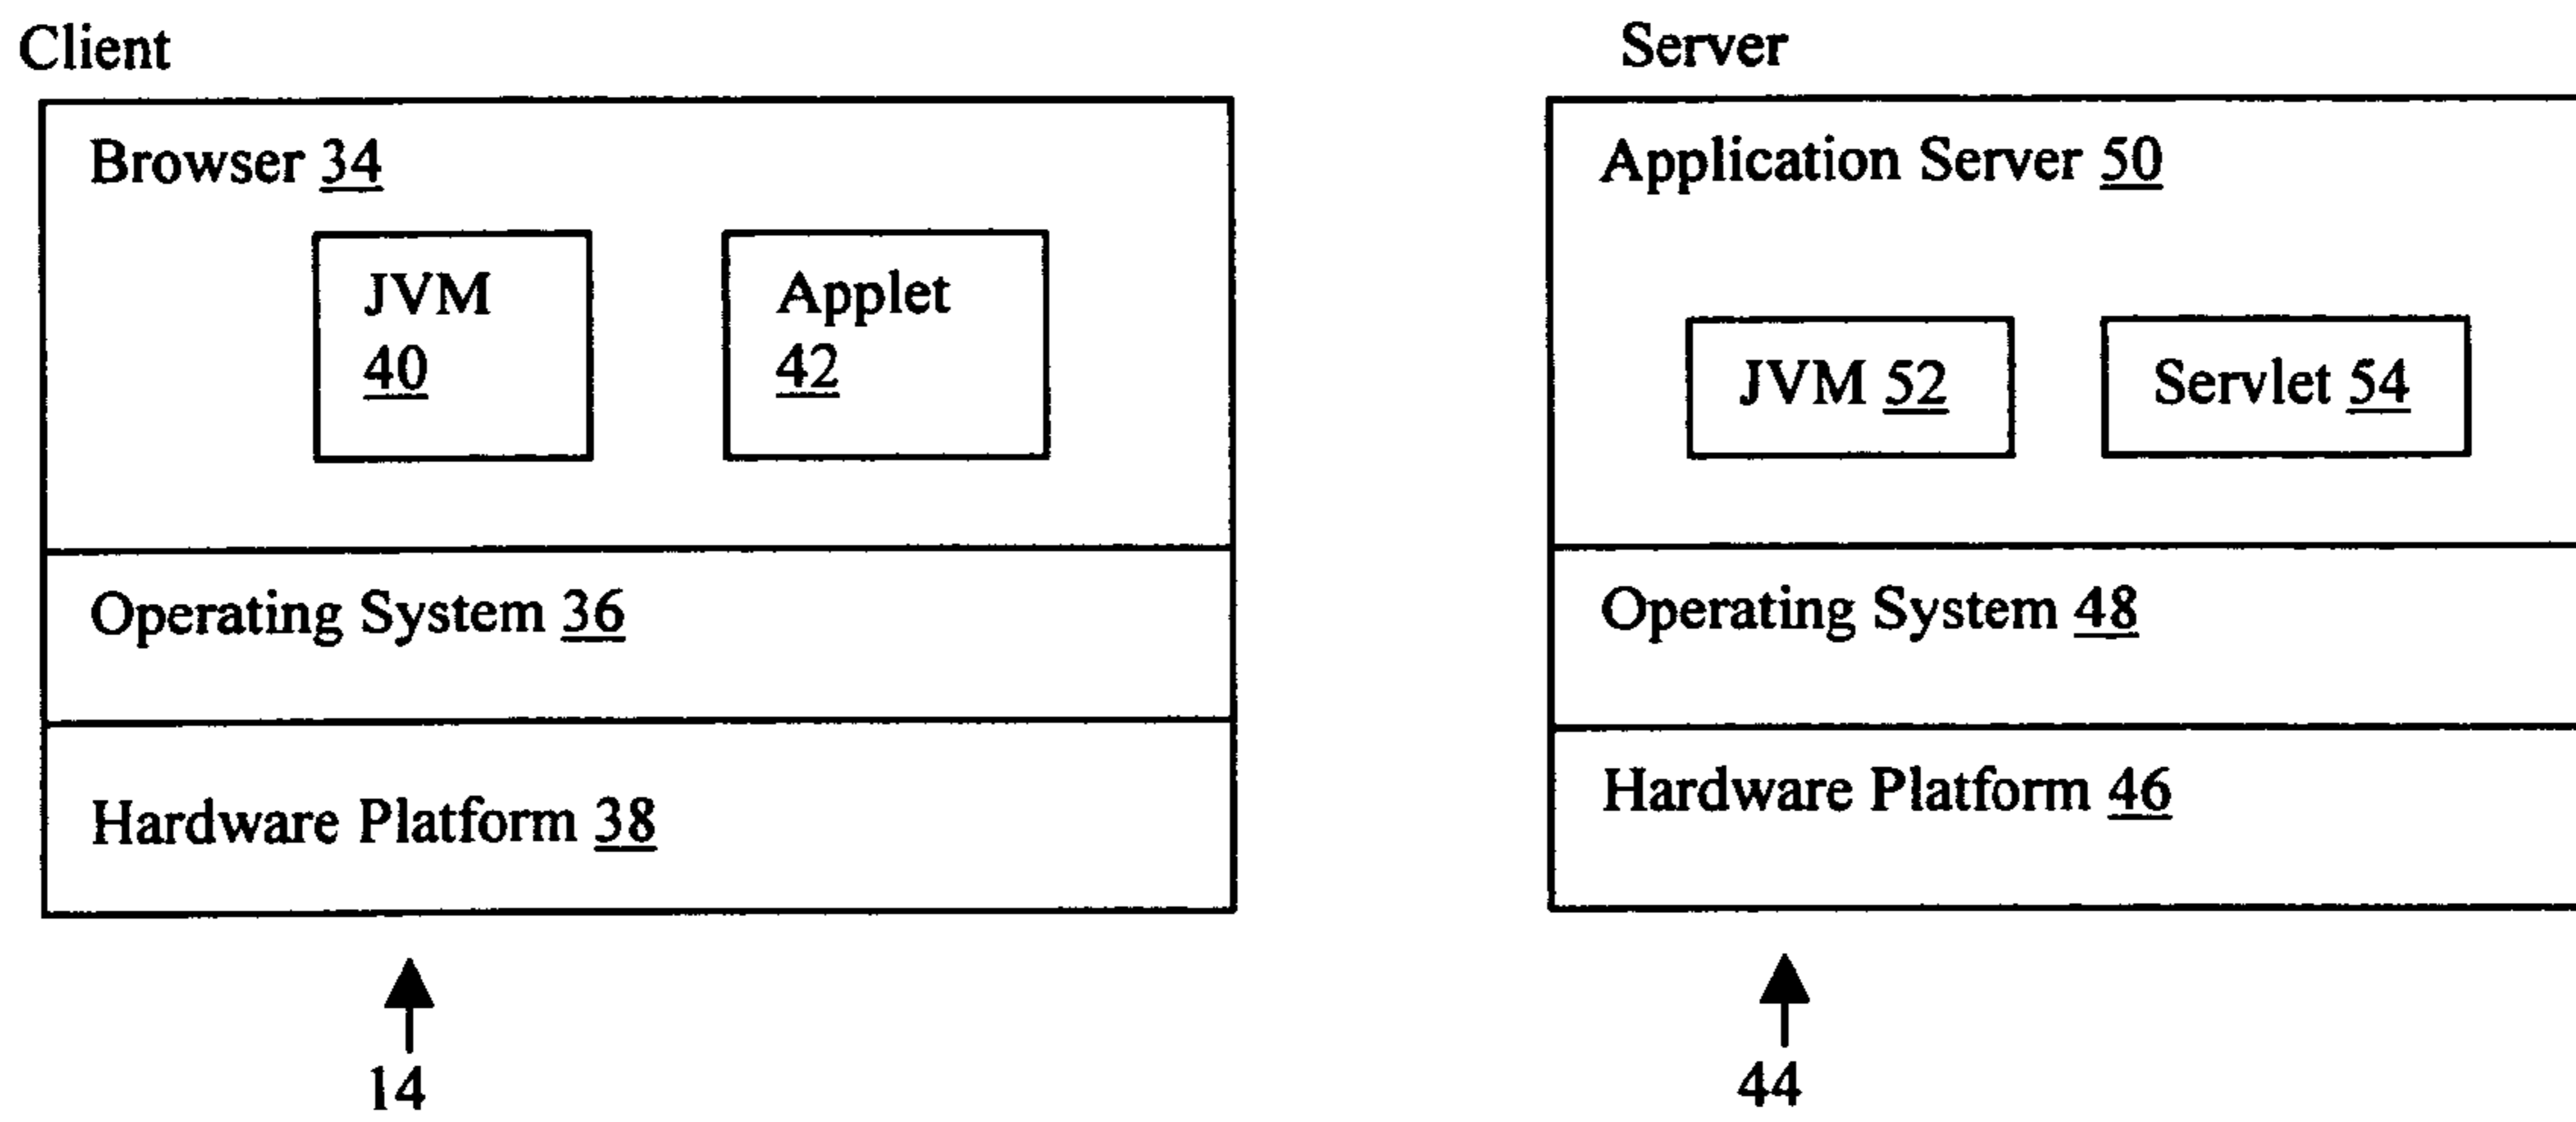 Client
Browser 34
JVM
40
Applet
42
Operating System 36
Hardware Platform 38
14
Server
Application Server 50
JVM 52
Servlet 54
Operating System 48
Hardware Platform 46
44